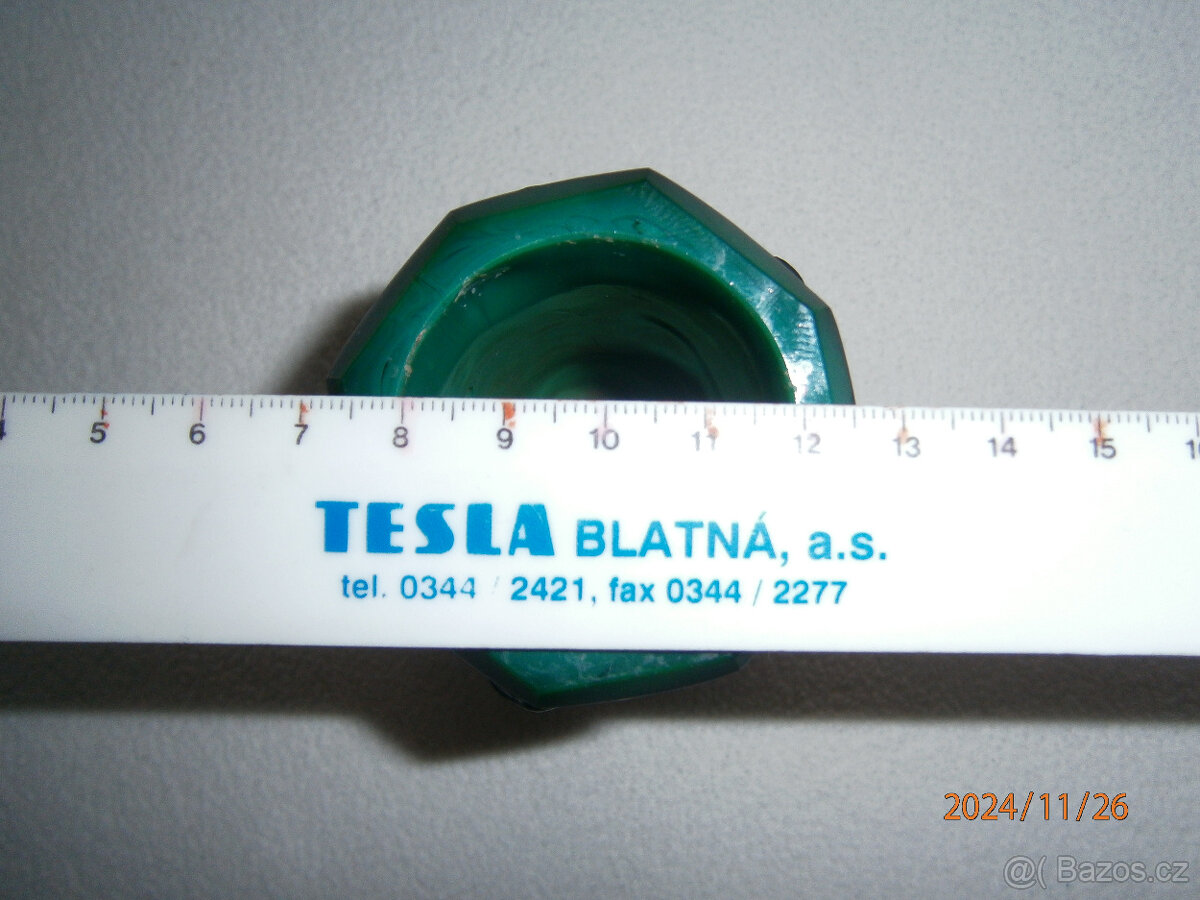 5 6 7 8 9 10 11 12 13 14 15
TESLA BLATNÁ, a.s.
tel. 0344 / 2421, fax 0344 / 2277
2024/11/26
@( Bazos.cz